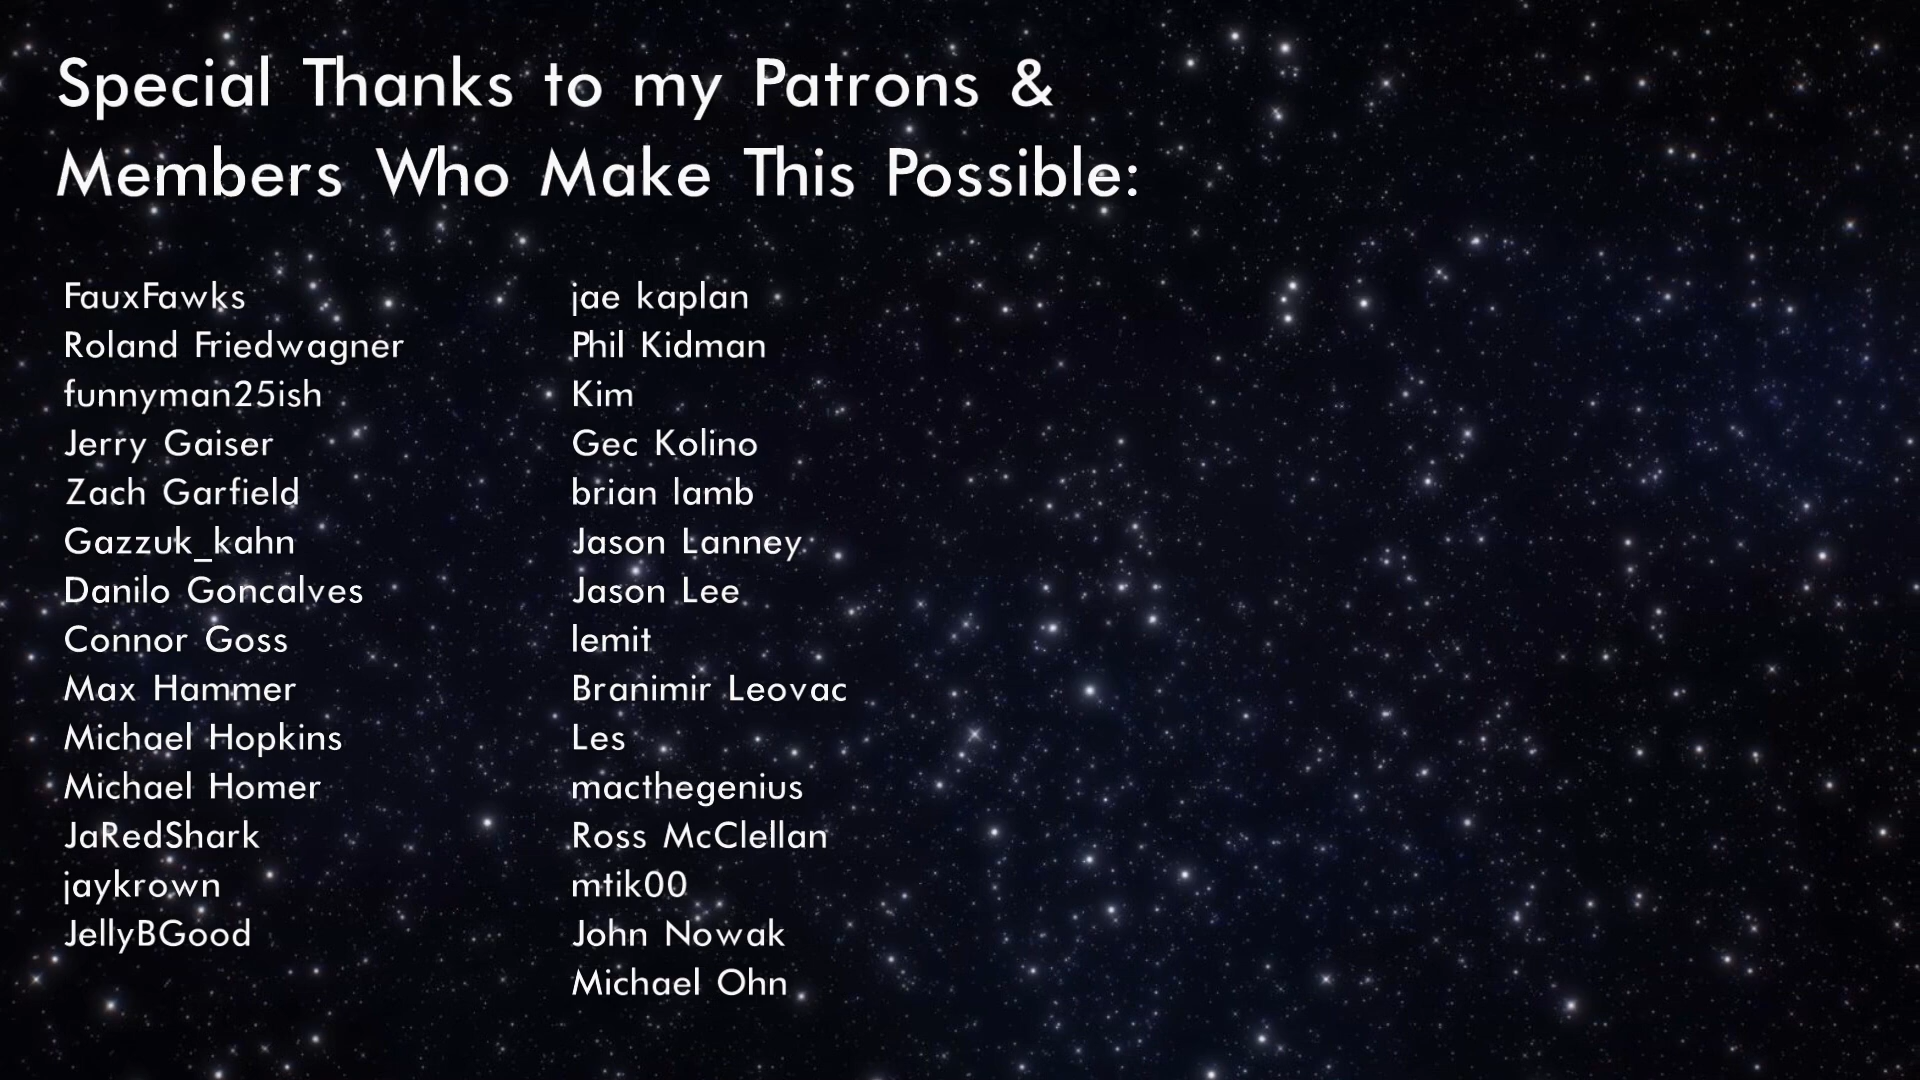 Special Thanks to my Patrons &
Members Who Make This Possible:
FauxFawks
Roland Friedwagner
funnyman25ish
Jerry Gaiser
Zach Garfield
Gazzuk_kahn
Danilo Goncalves
Connor Goss
Max Hammer
Michael Hopkins
Michael Homer
JaRedShark
jaykrown
JellyBGood
jae kaplan
Phil Kidman
Kim
Gec Kolino
brian lamb
Jason Lanney
Jason Lee
lemit
Branimir Leovac
Les
macthegenius
Ross McClellan
mtik00
John Nowak
Michael Ohn